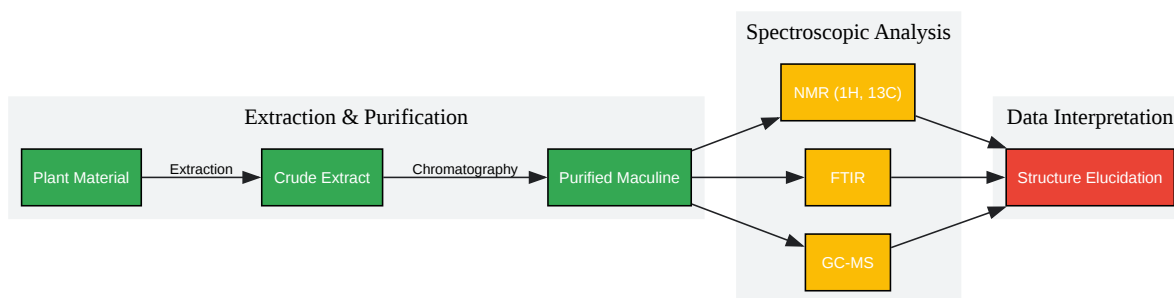 Spectroscopic Analysis
NMR (1H, 13C)
Extraction & Purification
Data Interpretation
Plant Material
Extraction
Crude Extract
Chromatography
Purified Maculine
FTIR
Structure Elucidation
GC-MS